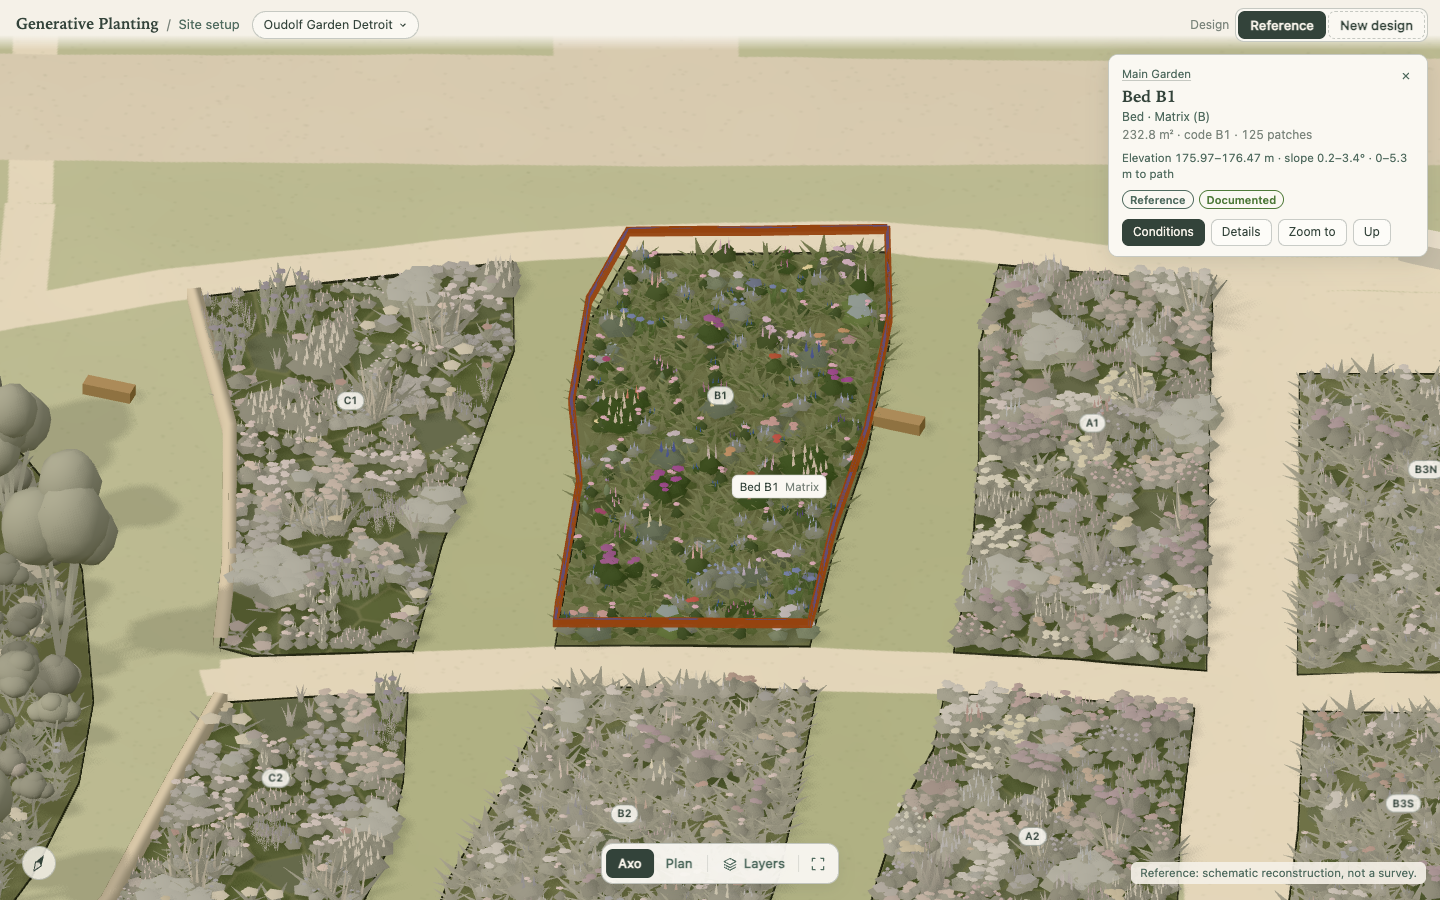 Generative Planting / Site setup Oudolf Garden Detroit
Design Reference New design
Main Garden
Bed B1
Bed · Matrix (B)
232.8 m² · code B1 · 125 patches
Elevation 175.97–176.47 m · slope 0.2–3.4° · 0–5.3
m to path
Reference Documented
Conditions Details Zoom to Up
C1
B1
A1
B3N
Bed B1 Matrix
C2
B2
A2
B3S
Axo Plan Layers
Reference: schematic reconstruction, not a survey.